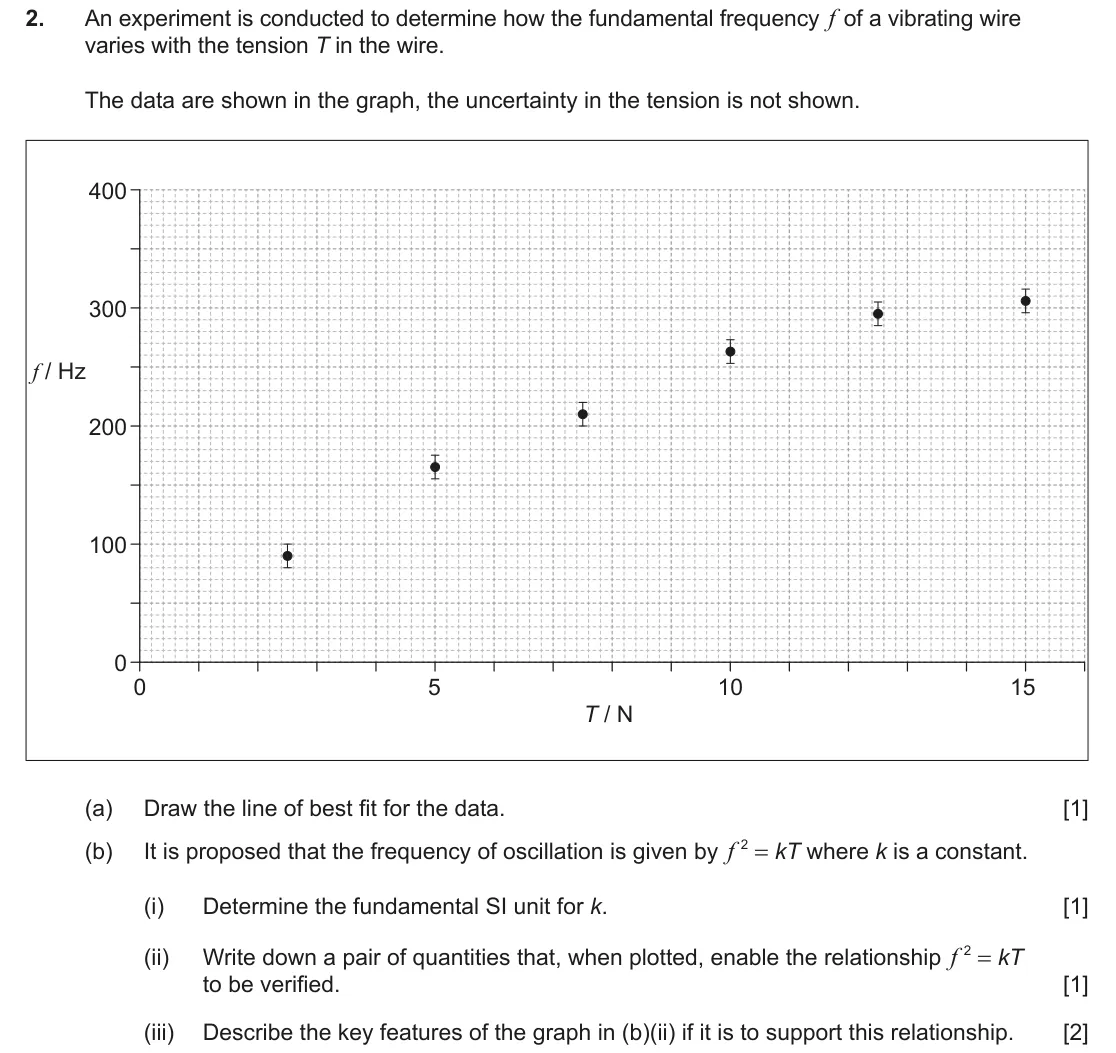 2. An experiment is conducted to determine how the fundamental frequency f of a vibrating wire
varies with the tension T in the wire.
The data are shown in the graph, the uncertainty in the tension is not shown.
400
300
f / Hz
200
100
0
0 5 10 15
T / N
(a) Draw the line of best fit for the data. [1]
(b) It is proposed that the frequency of oscillation is given by f² = kT where k is a constant.
(i) Determine the fundamental SI unit for k. [1]
(ii) Write down a pair of quantities that, when plotted, enable the relationship f² = kT
to be verified. [1]
(iii) Describe the key features of the graph in (b)(ii) if it is to support this relationship. [2]